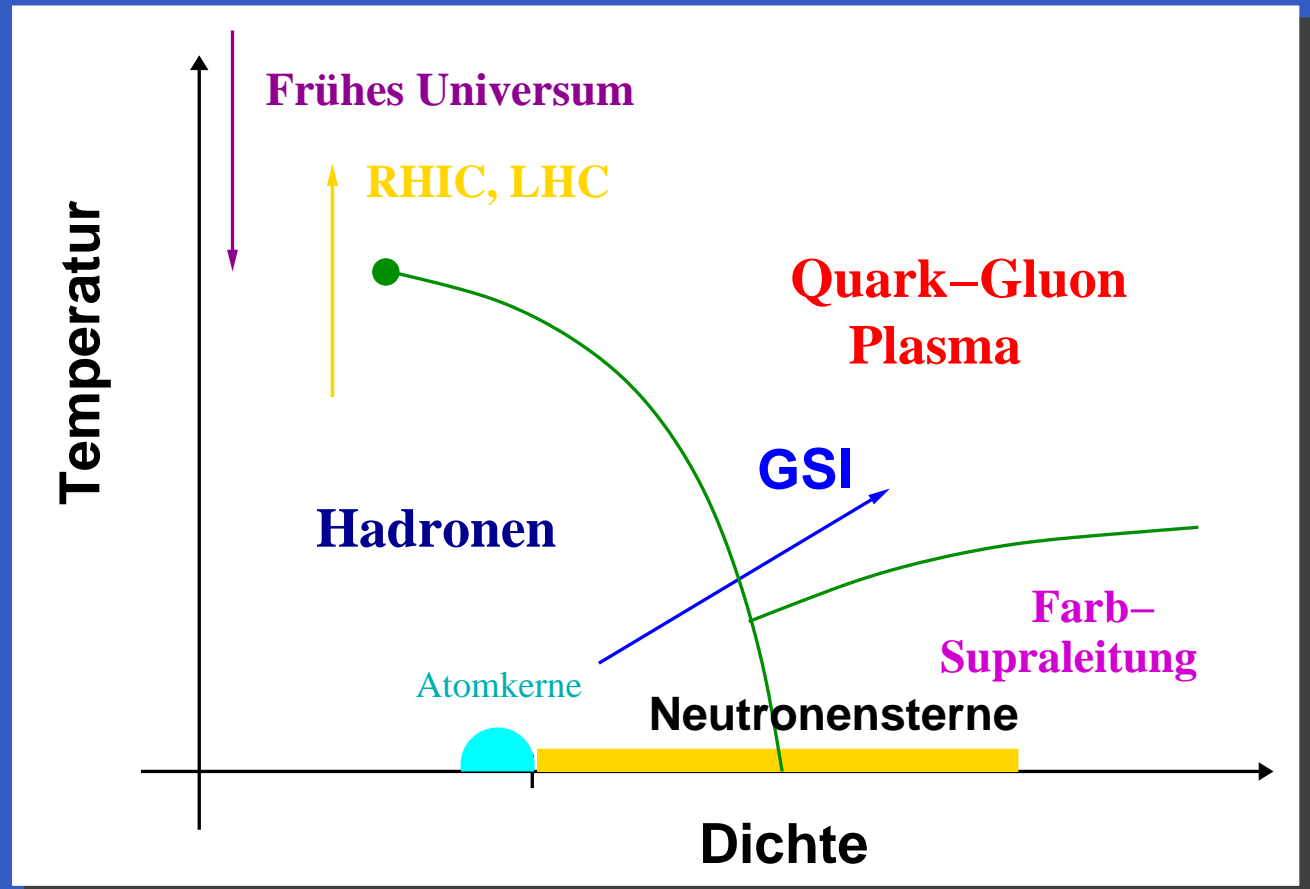 Frühes Universum
RHIC, LHC
Temperatur
Quark–Gluon
Plasma
GSI
Hadronen
Farb–
Supraleitung
Atomkerne
Neutronensterne
Dichte